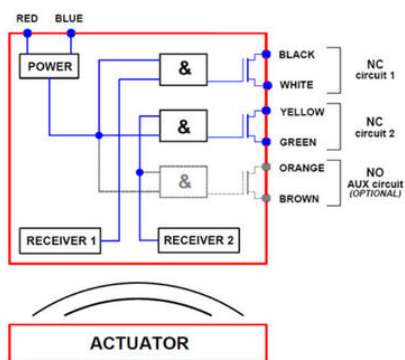 RED BLUE
POWER
&
BLACK
WHITE
NC
circuit 1
&
YELLOW
GREEN
NC
circuit 2
&
ORANGE
BROWN
NO
AUX circuit
(OPTIONAL)
RECEIVER 1
RECEIVER 2
ACTUATOR